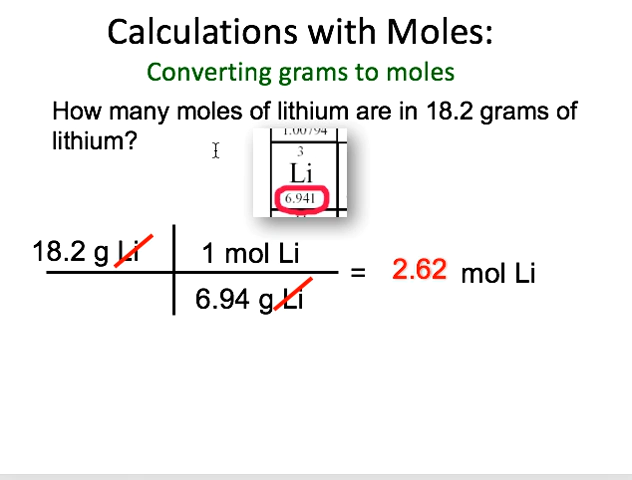 Calculations with Moles:
Converting grams to moles
How many moles of lithium are in 18.2 grams of
lithium?
1.00794
3
Li
6.941
18.2 g Li
1 mol Li
6.94 g Li
= 2.62 mol Li